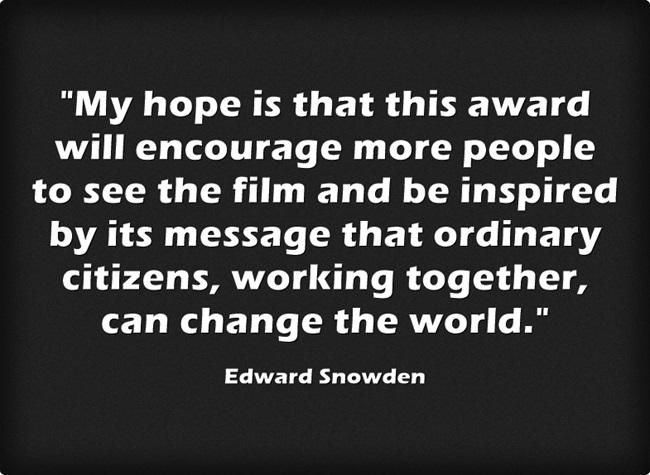 "My hope is that this award
will encourage more people
to see the film and be inspired
by its message that ordinary
citizens, working together,
can change the world."
Edward Snowden